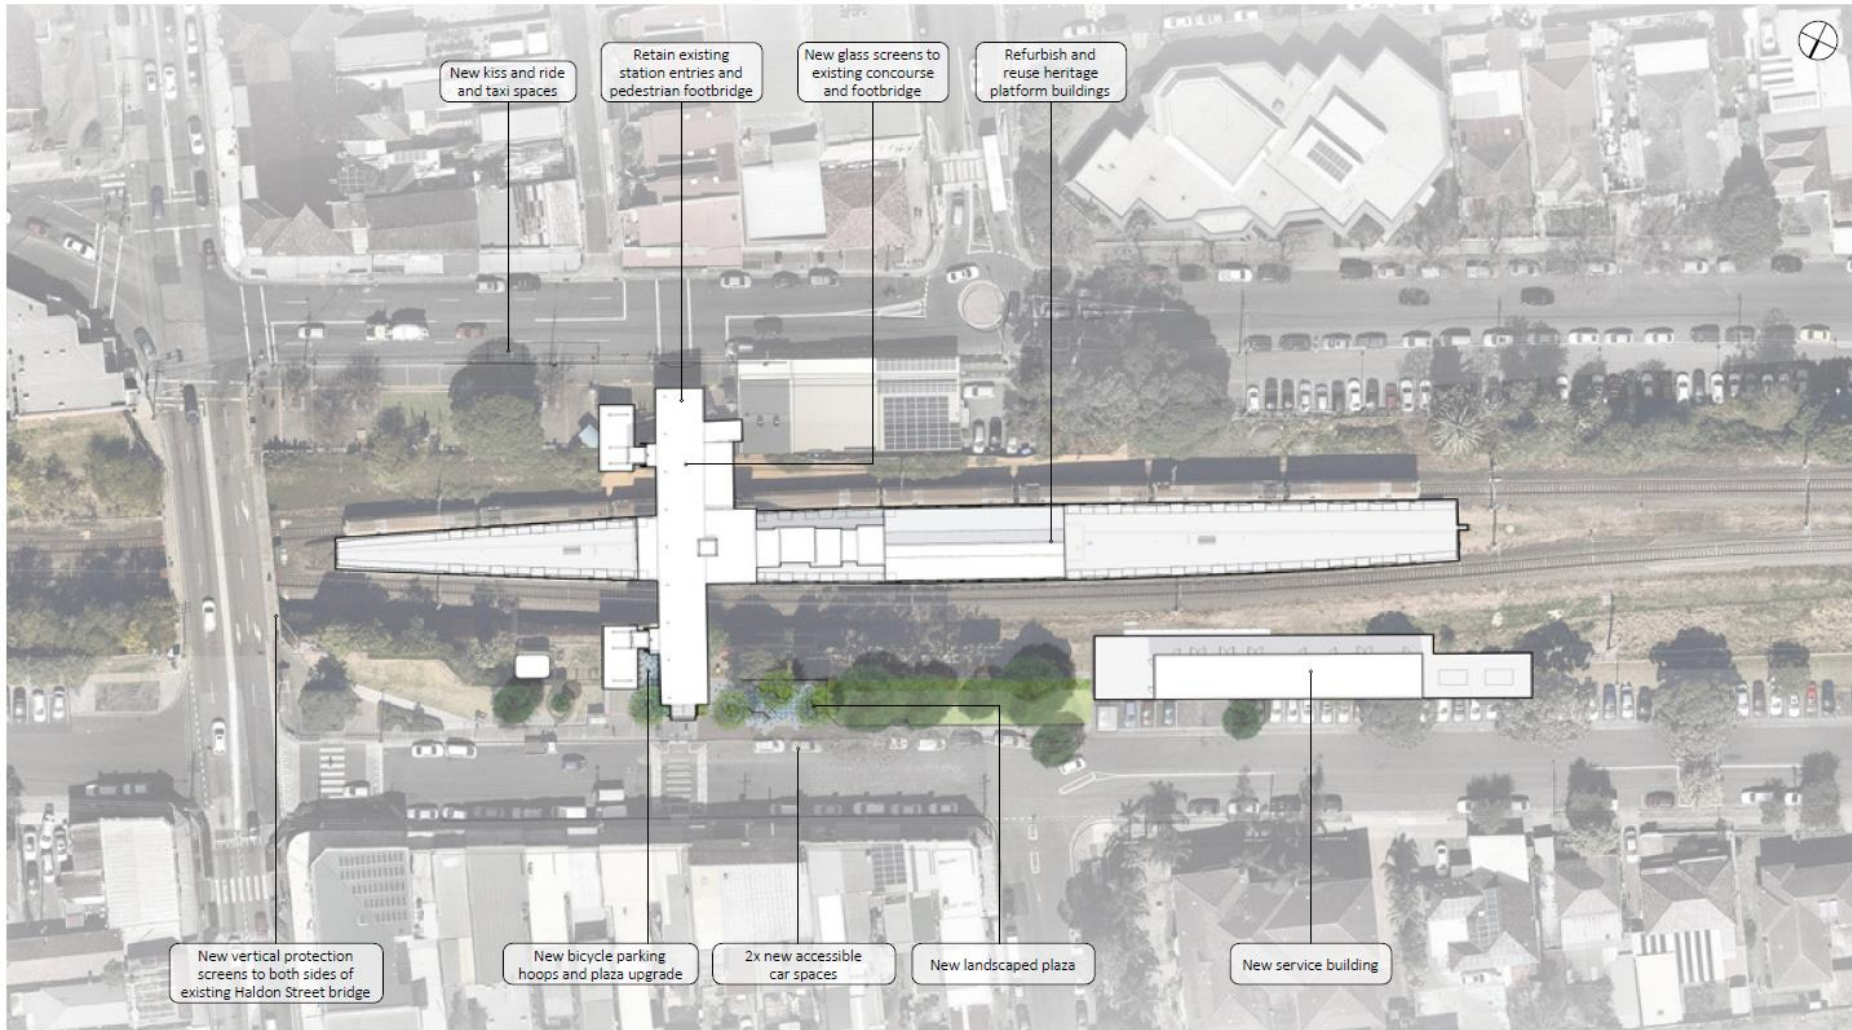 New kiss and ride
and taxi spaces
Retain existing
station entries and
pedestrian footbridge
New glass screens to
existing concourse
and footbridge
Refurbish and
reuse heritage
platform buildings
New vertical protection
screens to both sides of
existing Haldon Street bridge
New bicycle parking
hoops and plaza upgrade
2x new accessible
car spaces
New landscaped plaza
New service building